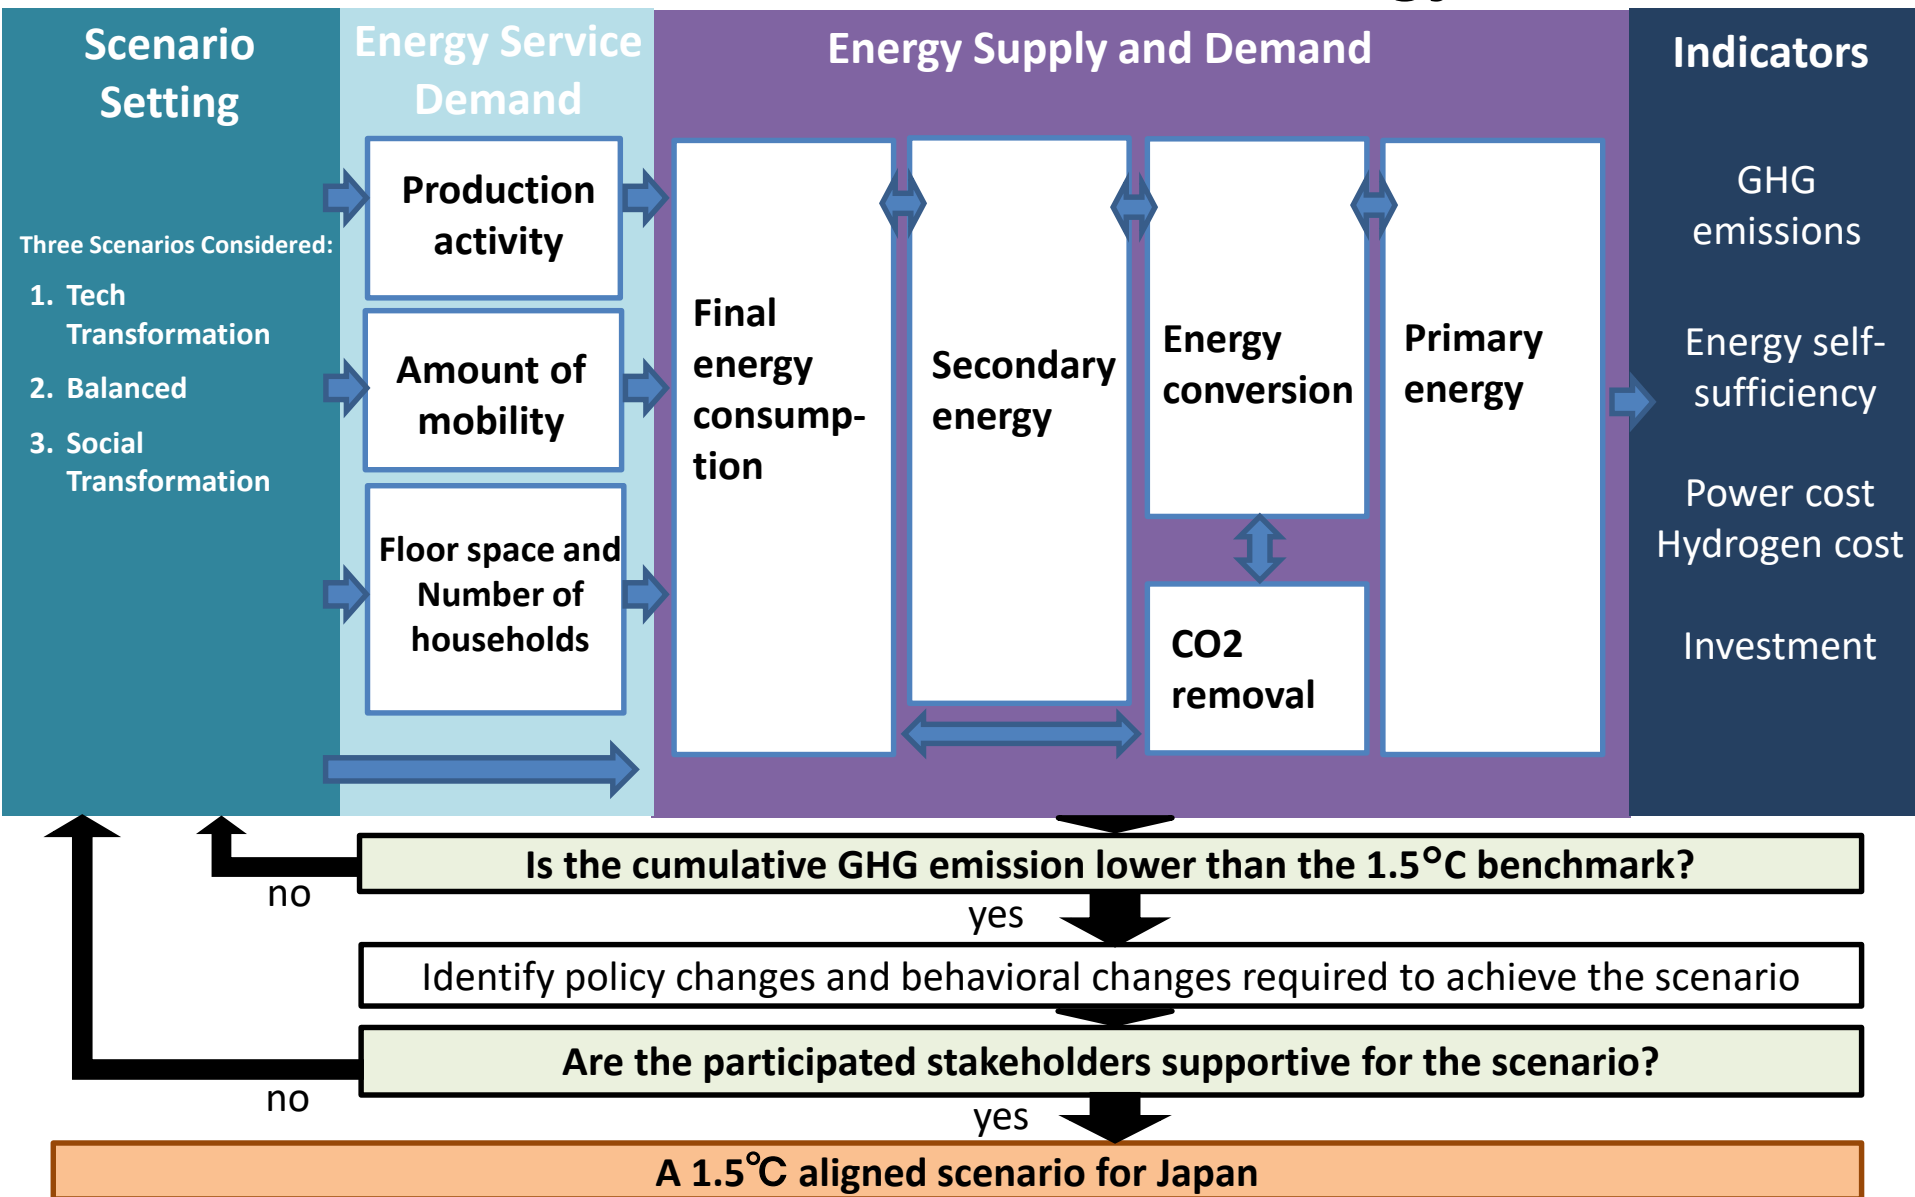 Scenario
Setting
Three Scenarios Considered:
1. Tech
Transformation
2. Balanced
3. Social
Transformation
Energy Service
Demand
Production
activity
Amount of
mobility
Floor space and
Number of
households
Energy Supply and Demand
Final
energy
consump-
tion
Secondary
energy
Energy
conversion
CO2
removal
Primary
energy
Indicators
GHG
emissions
Energy self-
sufficiency
Power cost
Hydrogen cost
Investment
Is the cumulative GHG emission lower than the 1.5°C benchmark?
no
yes
Identify policy changes and behavioral changes required to achieve the scenario
Are the participated stakeholders supportive for the scenario?
no
yes
A 1.5℃ aligned scenario for Japan